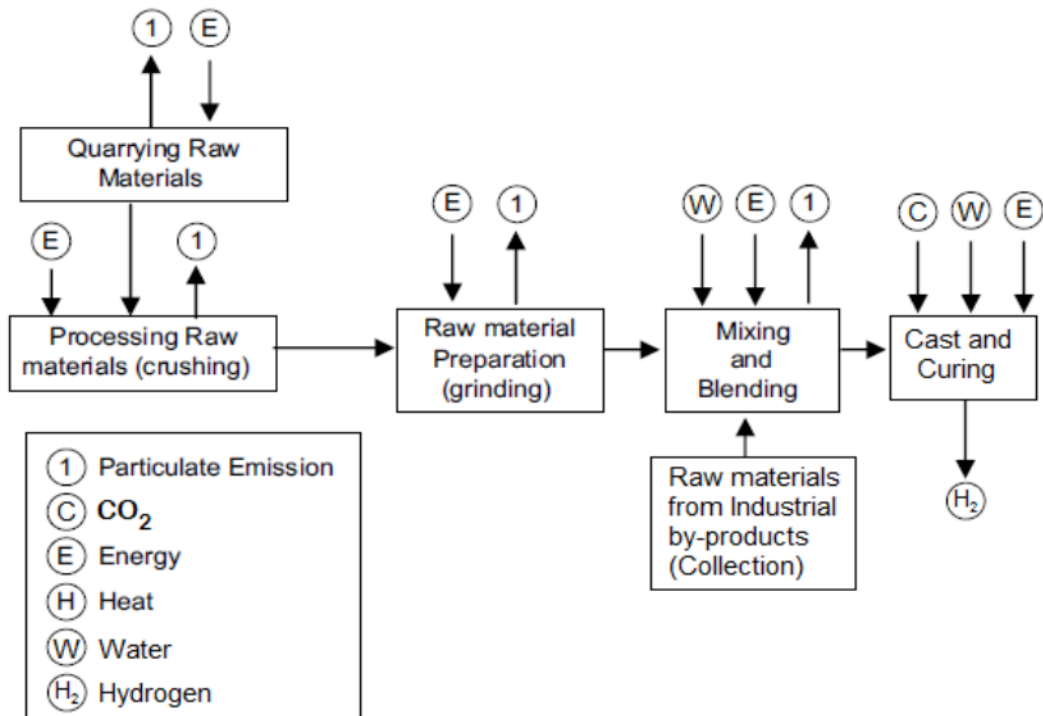 1
E
Quarrying Raw
Materials
E
1
Processing Raw
materials (crushing)
E
1
Raw material
Preparation
(grinding)
W
E
1
Mixing
and
Blending
C
W
E
Cast and
Curing
Raw materials
from Industrial
by-products
(Collection)
H₂
1 Particulate Emission
C CO₂
E Energy
H Heat
W Water
H₂ Hydrogen